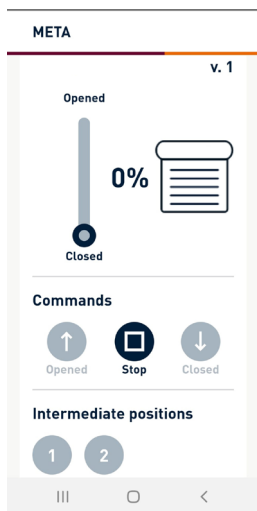 META
v. 1
Opened
0%
Closed
Commands
Opened Stop Closed
Intermediate positions
1 2